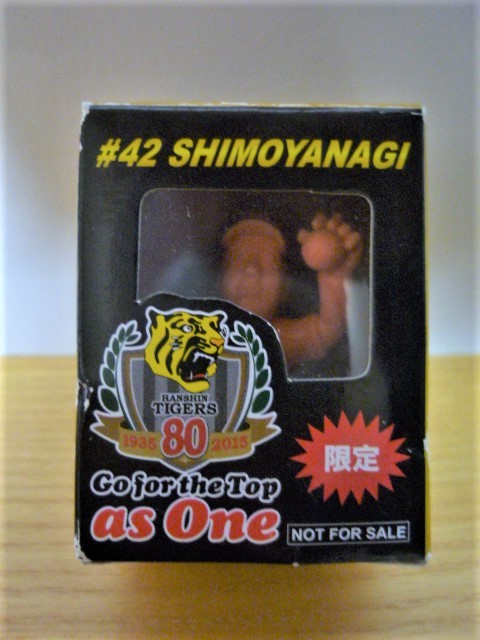 #42 SHIMOYANAGI
HANSHIN
TIGERS
1935 80 2015
限定
Go for the Top
as One
NOT FOR SALE